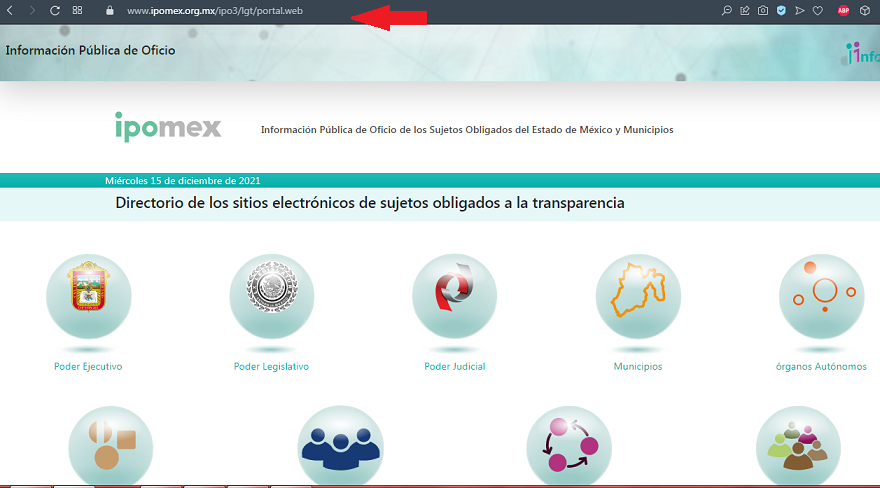 www.ipomex.org.mx/ipo3/lgt/portal.web
ABP
Información Pública de Oficio
ipomex
Información Pública de Oficio de los Sujetos Obligados del Estado de México y Municipios
Miércoles 15 de diciembre de 2021
Directorio de los sitios electrónicos de sujetos obligados a la transparencia
Poder Ejecutivo
Poder Legislativo
Poder Judicial
Municipios
órganos Autónomos